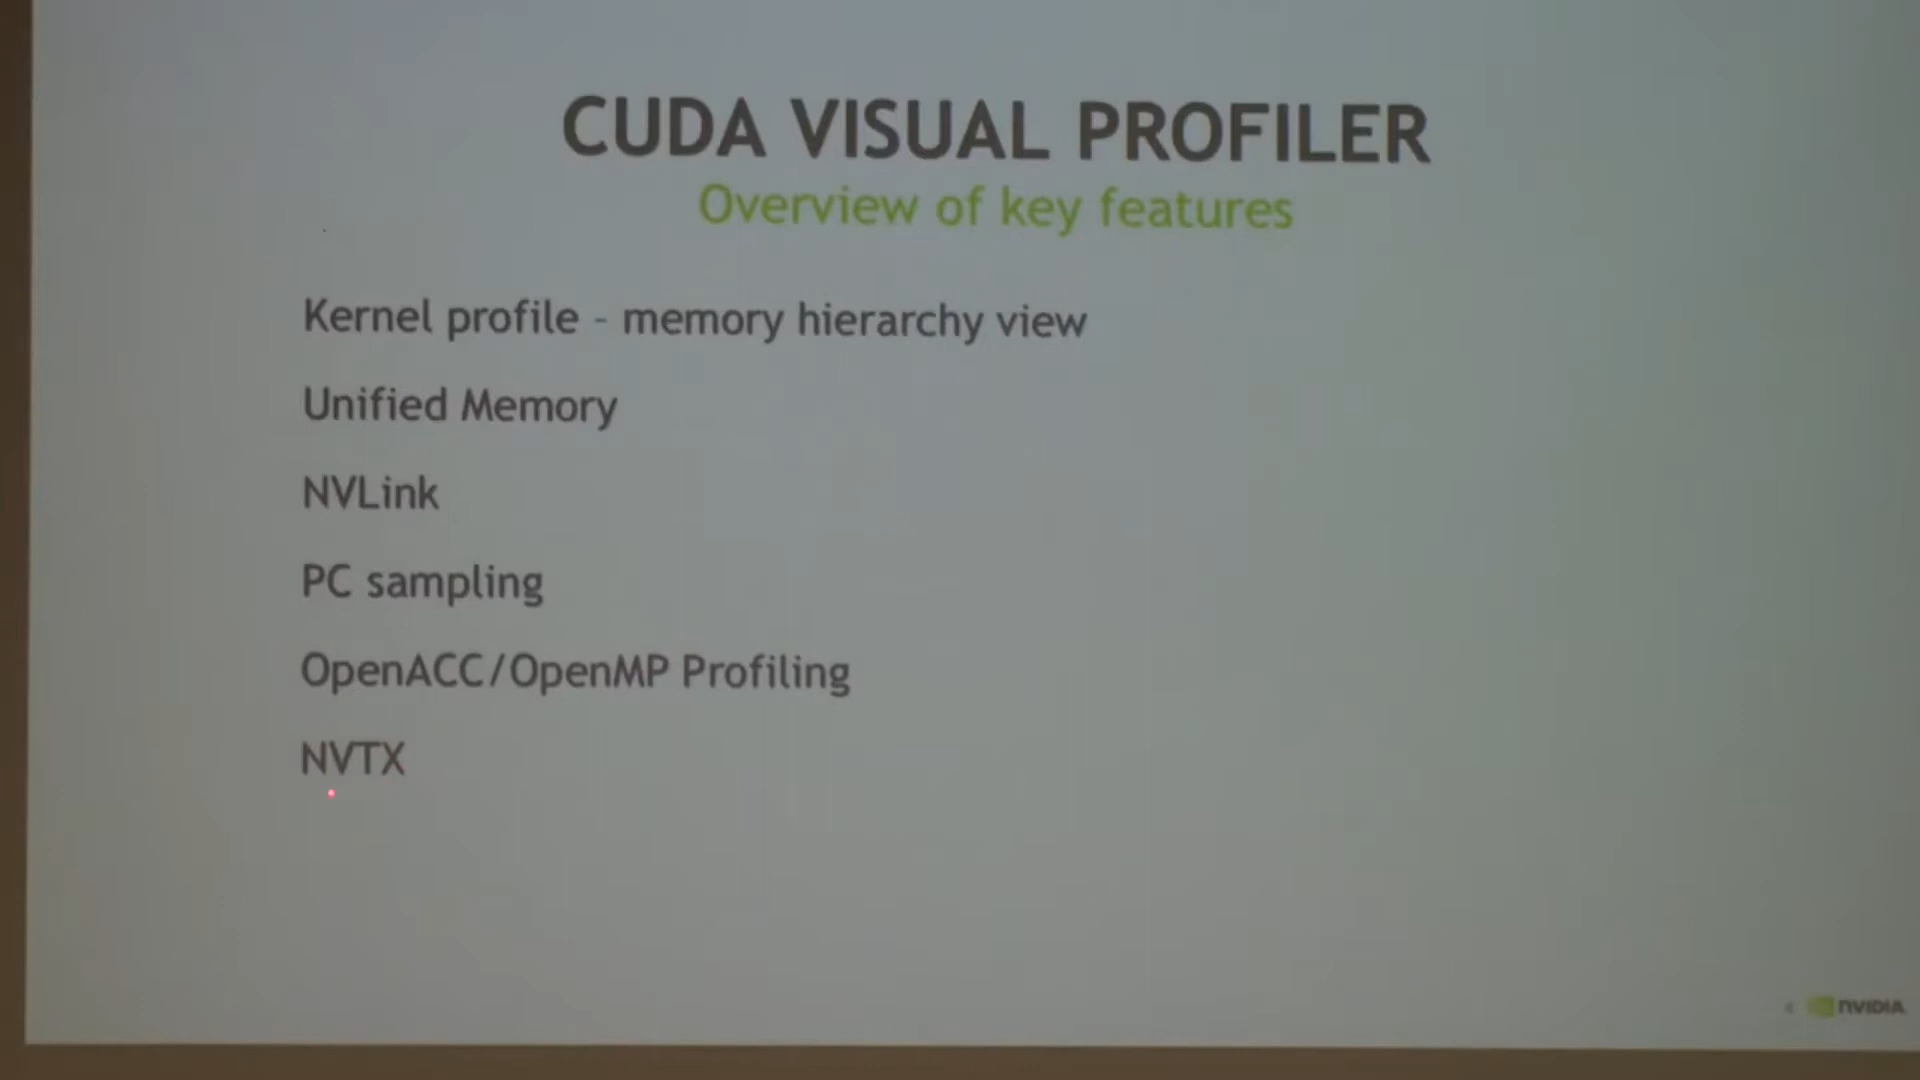 CUDA VISUAL PROFILER
Overview of key features
Kernel profile – memory hierarchy view
Unified Memory
NVLink
PC sampling
OpenACC/OpenMP Profiling
NVTX
NVIDIA